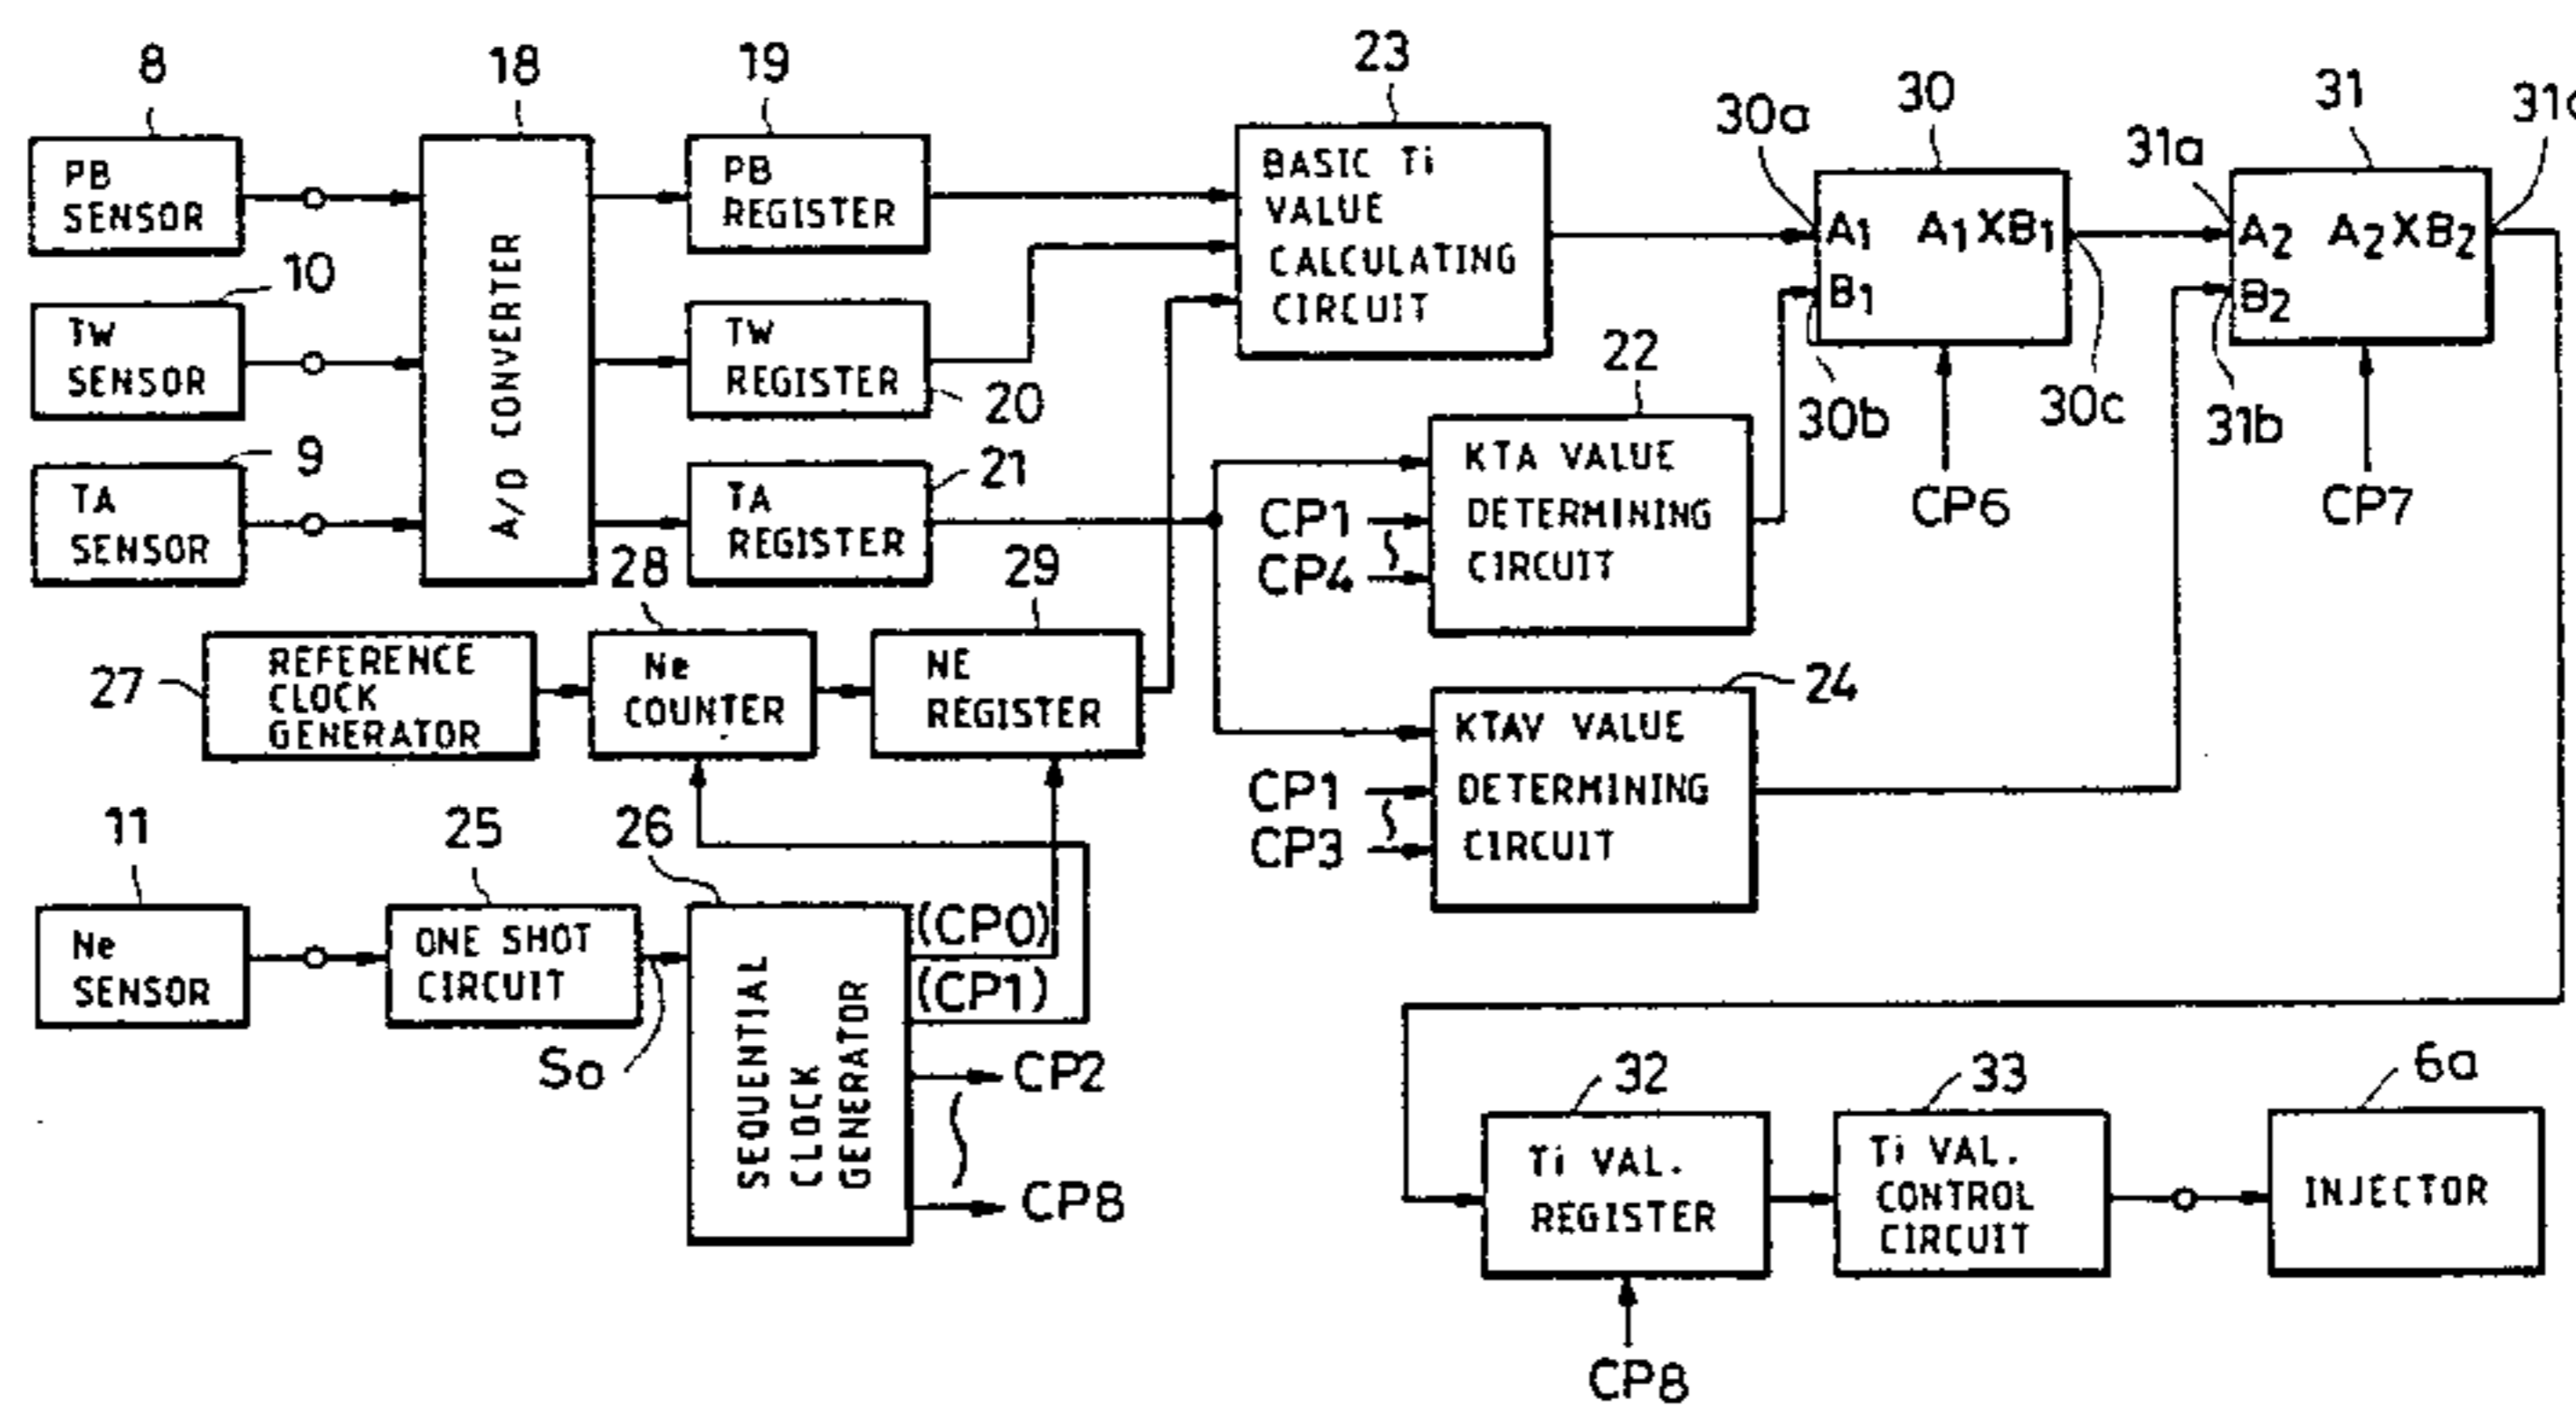 8
18
19
23
30a
30
31a
31
PB
SENSOR
A/D CONVERTER
PB
REGISTER
BASIC Ti
VALUE
CALCULATING
CIRCUIT
A1 A1XB1
B1
A2 A2XB2
B2
10
TW
SENSOR
TW
REGISTER
20
22
30b
30c
31b
CP6
CP7
9
TA
SENSOR
21
TA
REGISTER
KTA VALUE
DETERMINING
CIRCUIT
CP1
CP4
28
29
27
REFERENCE
CLOCK
GENERATOR
Ne
COUNTER
NE
REGISTER
24
KTAV VALUE
DETERMINING
CIRCUIT
CP1
CP3
11
25
26
Ne
SENSOR
ONE SHOT
CIRCUIT
So
SEQUENTIAL
CLOCK
GENERATOR
(CP0)
(CP1)
CP2
CP8
32
33
6a
Ti VAL.
REGISTER
Ti VAL.
CONTROL
CIRCUIT
INJECTOR
CP8